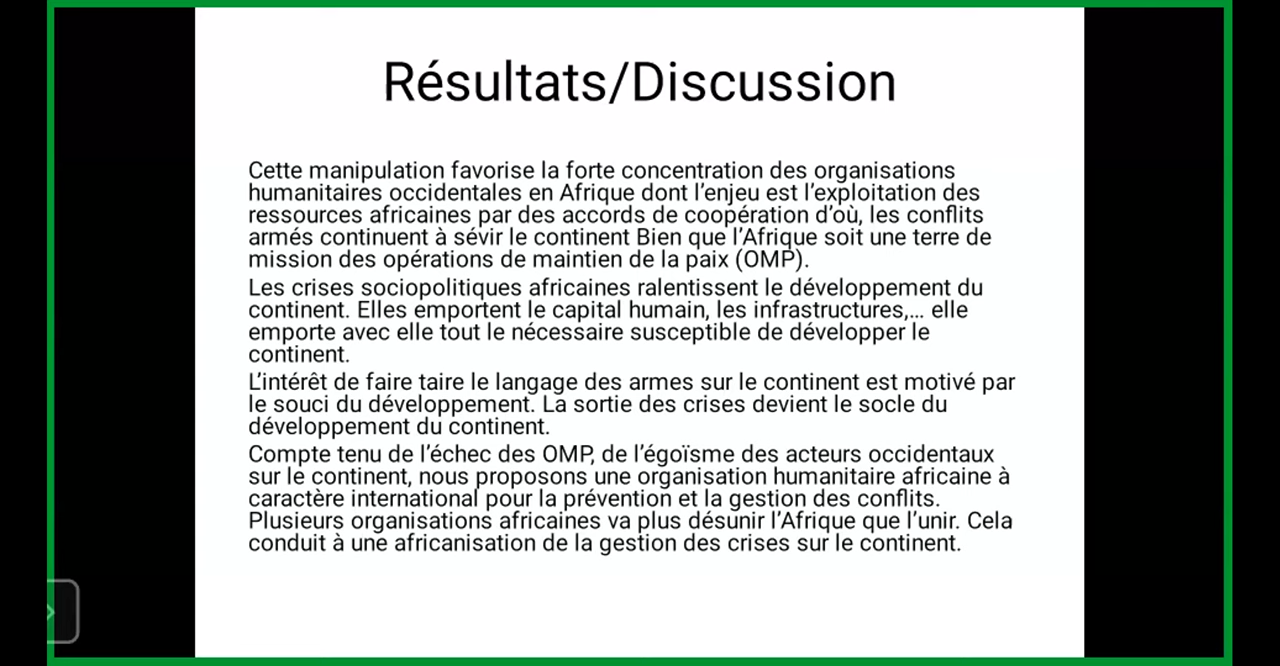 Résultats/Discussion
Cette manipulation favorise la forte concentration des organisations
humanitaires occidentales en Afrique dont l'enjeu est l'exploitation des
ressources africaines par des accords de coopération d'où, les conflits
armés continuent à sévir le continent Bien que l'Afrique soit une terre de
mission des opérations de maintien de la paix (OMP).
Les crises sociopolitiques africaines ralentissent le développement du
continent. Elles emportent le capital humain, les infrastructures,... elle
emporte avec elle tout le nécessaire susceptible de développer le
continent.
L'intérêt de faire taire le langage des armes sur le continent est motivé par
le souci du développement. La sortie des crises devient le socle du
développement du continent.
Compte tenu de l'échec des OMP, de l'égoïsme des acteurs occidentaux
sur le continent, nous proposons une organisation humanitaire africaine à
caractère international pour la prévention et la gestion des conflits.
Plusieurs organisations africaines va plus désunir l'Afrique que l'unir. Cela
conduit à une africanisation de la gestion des crises sur le continent.